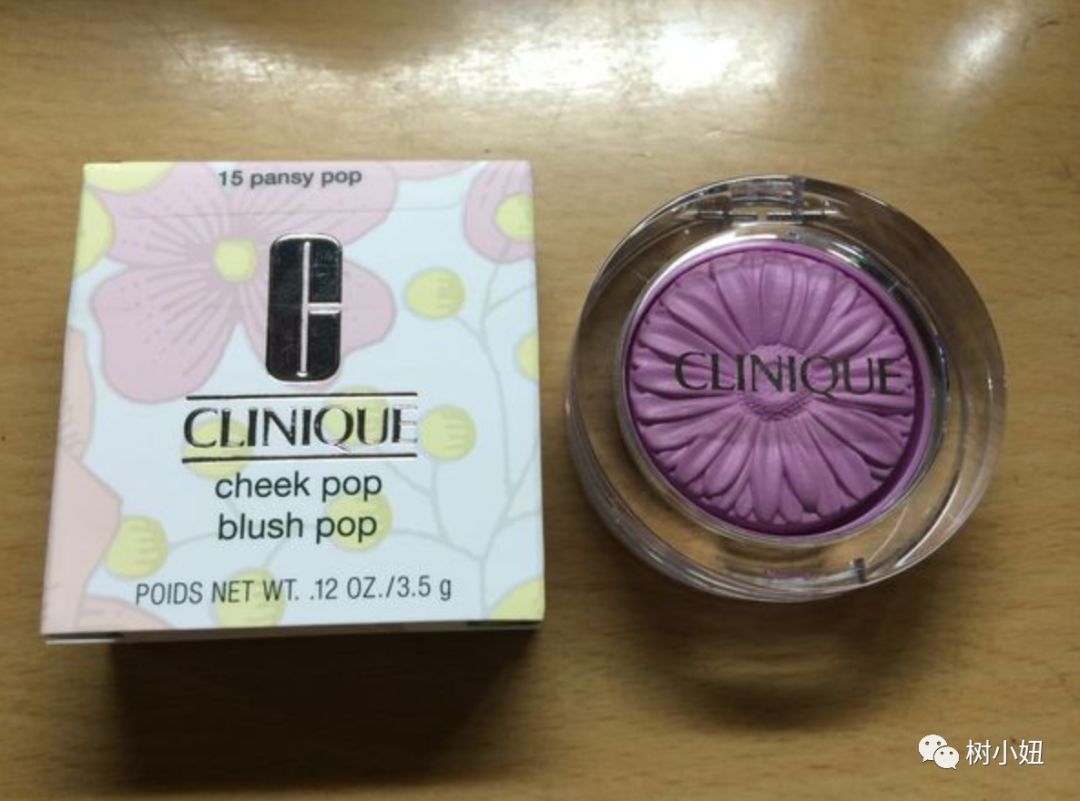 15 pansy pop
CLINIQUE
cheek pop
blush pop
POIDS NET WT. .12 OZ./3.5 g
CLINIQUE
树小妞